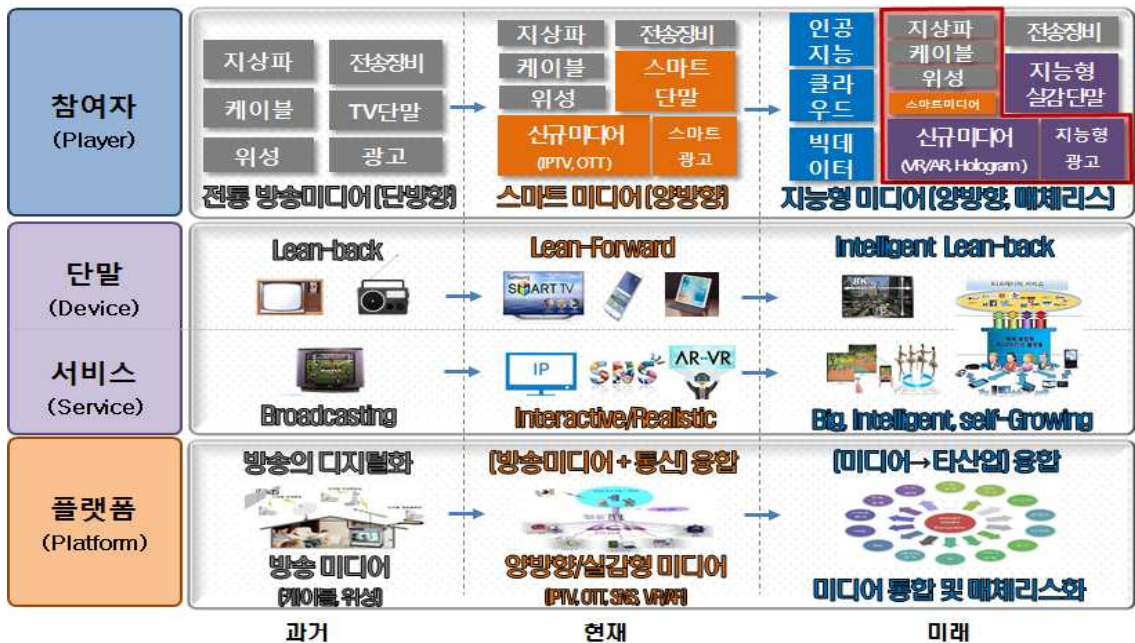 참여자
(Player)
지상파
전송장비
케이블
TV단말
위성
광고
전통 방송미디어 (단방향)
지상파
전송장비
케이블
스마트
단말
위성
신규미디어
(IPTV, OTT)
스마트
광고
스마트 미디어 (양방향)
인공
지능
클라
우드
빅데
이터
지상파
케이블
위성
스마트미디어
전송장비
지능형
실감단말
신규미디어
(VR/AR, Hologram)
지능형
광고
지능형 미디어 (양방향, 매체리스)
단말
(Device)
Lean-back
Lean-Forward
SMART TV
Intelligent Lean-back
8K
서비스
(Service)
Broadcasting
IP
SNS
AR-VR
Interactive/Realistic
Big, Intelligent, self-Growing
플랫폼
(Platform)
방송의 디지털화
방송 미디어
(케이블, 위성)
(방송미디어 + 통신) 융합
양방향/실감형 미디어
(IPTV, OTT, SNS, VR/AR)
(미디어→타산업) 융합
미디어 통합 및 매체리스화
과거
현재
미래